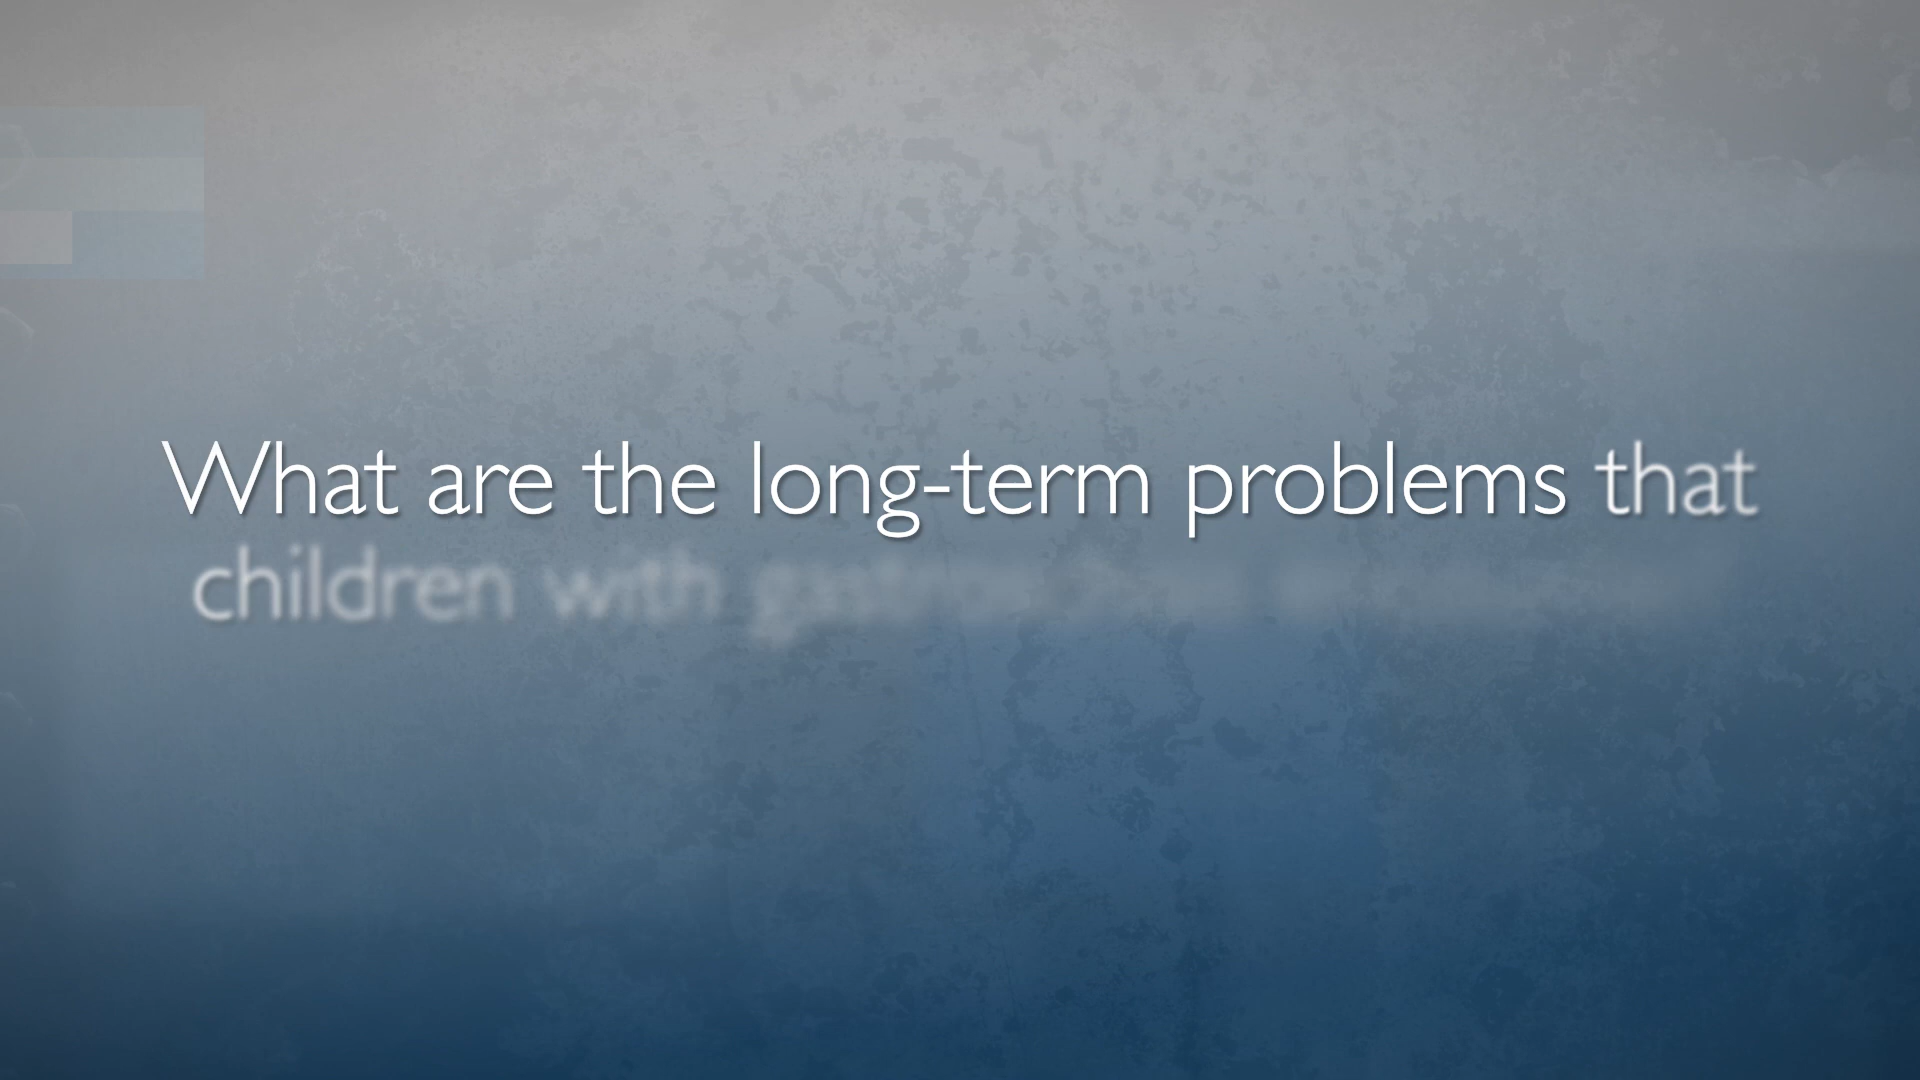 What are the long-term problems that
children with